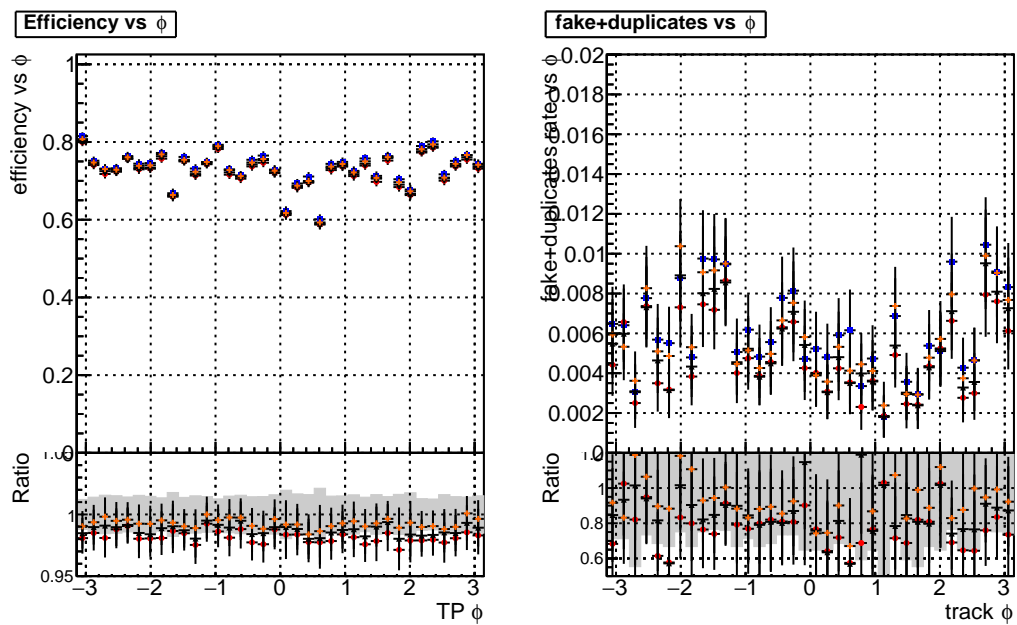 Efficiency vs ϕ
efficiency vs ϕ
1
0.8
0.6
0.4
0.2
0
Ratio
1.05
1
0.95
−3 −2 −1 0 1 2 3
TP ϕ
fake+duplicates vs ϕ
fake+duplicates rate vs ϕ
0.02
0.018
0.016
0.014
0.012
0.01
0.008
0.006
0.004
0.002
Ratio
1
0.8
0.6
−3 −2 −1 0 1 2 3
track ϕ